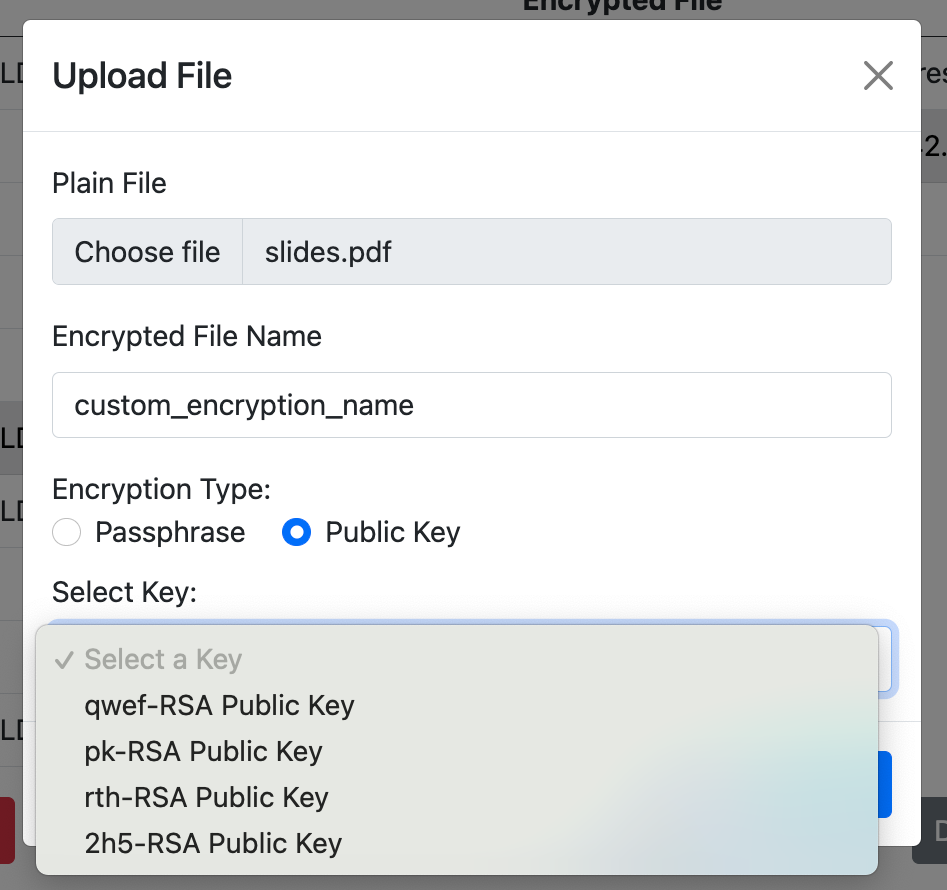 Encrypted File
Upload File
Plain File
Choose file slides.pdf
Encrypted File Name
custom_encryption_name
Encryption Type:
Passphrase Public Key
Select Key:
✓ Select a Key
qwef-RSA Public Key
pk-RSA Public Key
rth-RSA Public Key
2h5-RSA Public Key